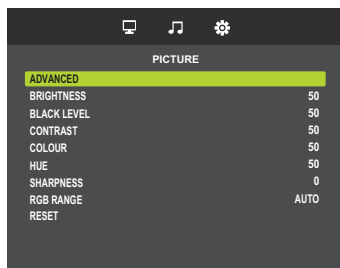 PICTURE
ADVANCED
BRIGHTNESS 50
BLACK LEVEL 50
CONTRAST 50
COLOUR 50
HUE 50
SHARPNESS 0
RGB RANGE AUTO
RESET